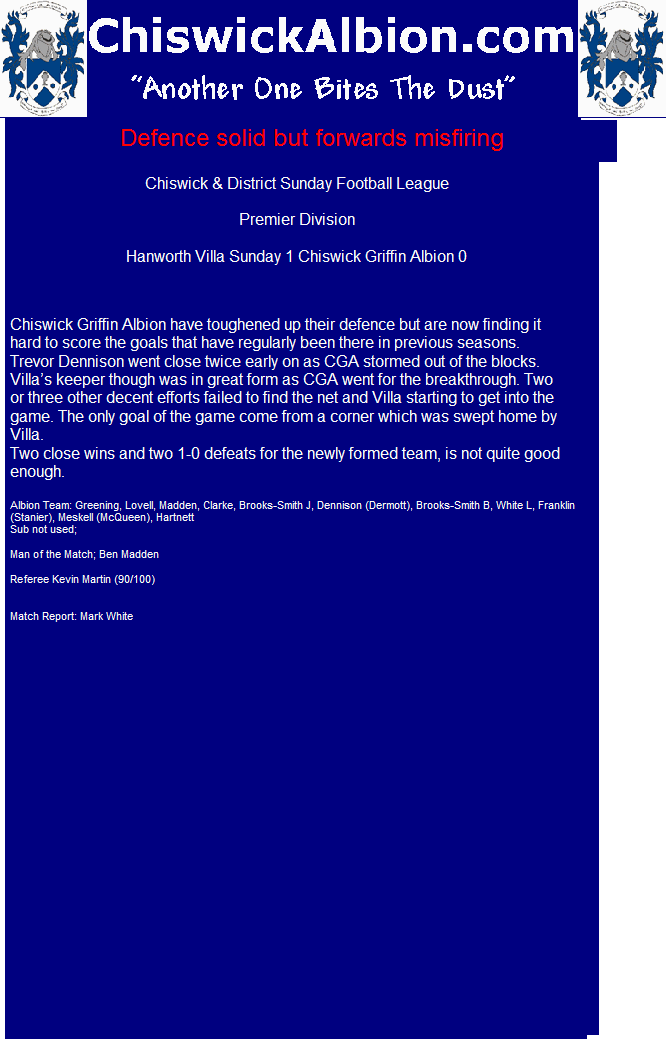 ChiswickAlbion.com
"Another One Bites The Dust"
Defence solid but forwards misfiring
Chiswick & District Sunday Football League
Premier Division
Hanworth Villa Sunday 1 Chiswick Griffin Albion 0
Chiswick Griffin Albion have toughened up their defence but are now finding it
hard to score the goals that have regularly been there in previous seasons.
Trevor Dennison went close twice early on as CGA stormed out of the blocks.
Villa's keeper though was in great form as CGA went for the breakthrough. Two
or three other decent efforts failed to find the net and Villa starting to get into the
game. The only goal of the game come from a corner which was swept home by
Villa.
Two close wins and two 1-0 defeats for the newly formed team, is not quite good
enough.
Albion Team: Greening, Lovell, Madden, Clarke, Brooks-Smith J, Dennison (Dermott), Brooks-Smith B, White L, Franklin
(Stanier), Meskell (McQueen), Hartnett
Sub not used;
Man of the Match; Ben Madden
Referee Kevin Martin (90/100)
Match Report: Mark White